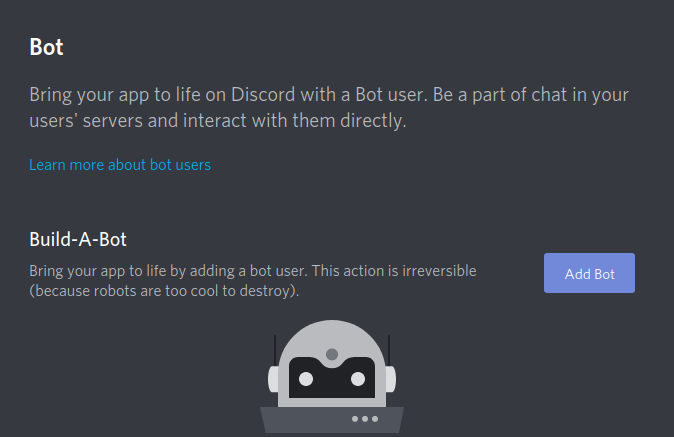 Bot
Bring your app to life on Discord with a Bot user. Be a part of chat in your
users' servers and interact with them directly.
Learn more about bot users
Build-A-Bot
Bring your app to life by adding a bot user. This action is irreversible
(because robots are too cool to destroy).
Add Bot